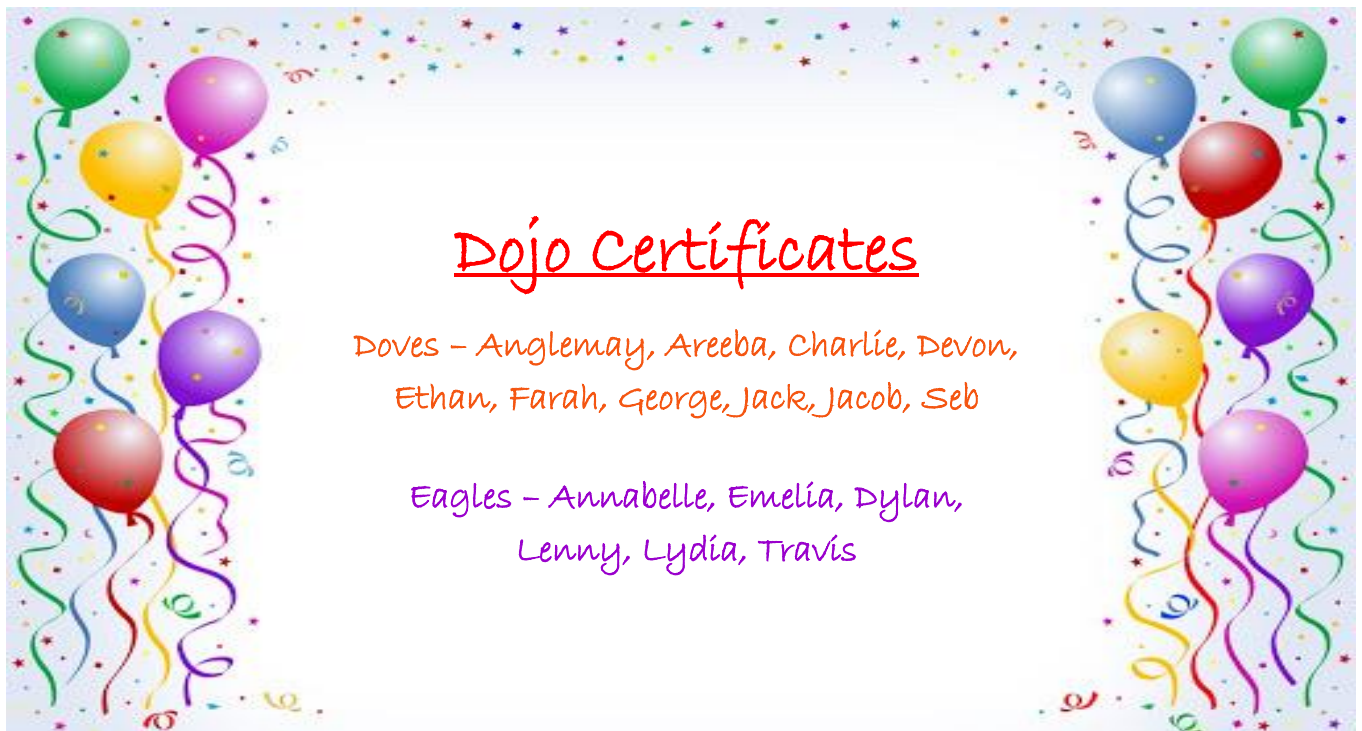 Dojo Certificates
Doves – Anglemay, Areeba, Charlie, Devon,
Ethan, Farah, George, Jack, Jacob, Seb
Eagles – Annabelle, Emelia, Dylan,
Lenny, Lydia, Travis